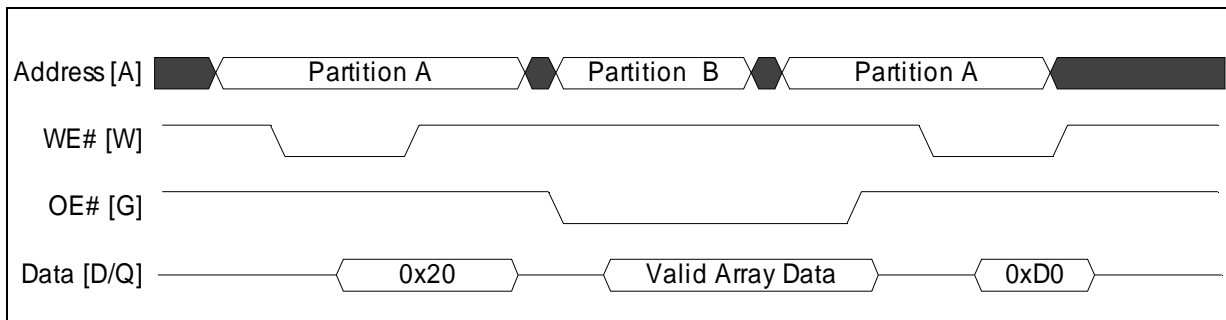 Address [A] Partition A Partition B Partition A
WE# [W]
OE# [G]
Data [D/Q] 0x20 Valid Array Data 0xD0